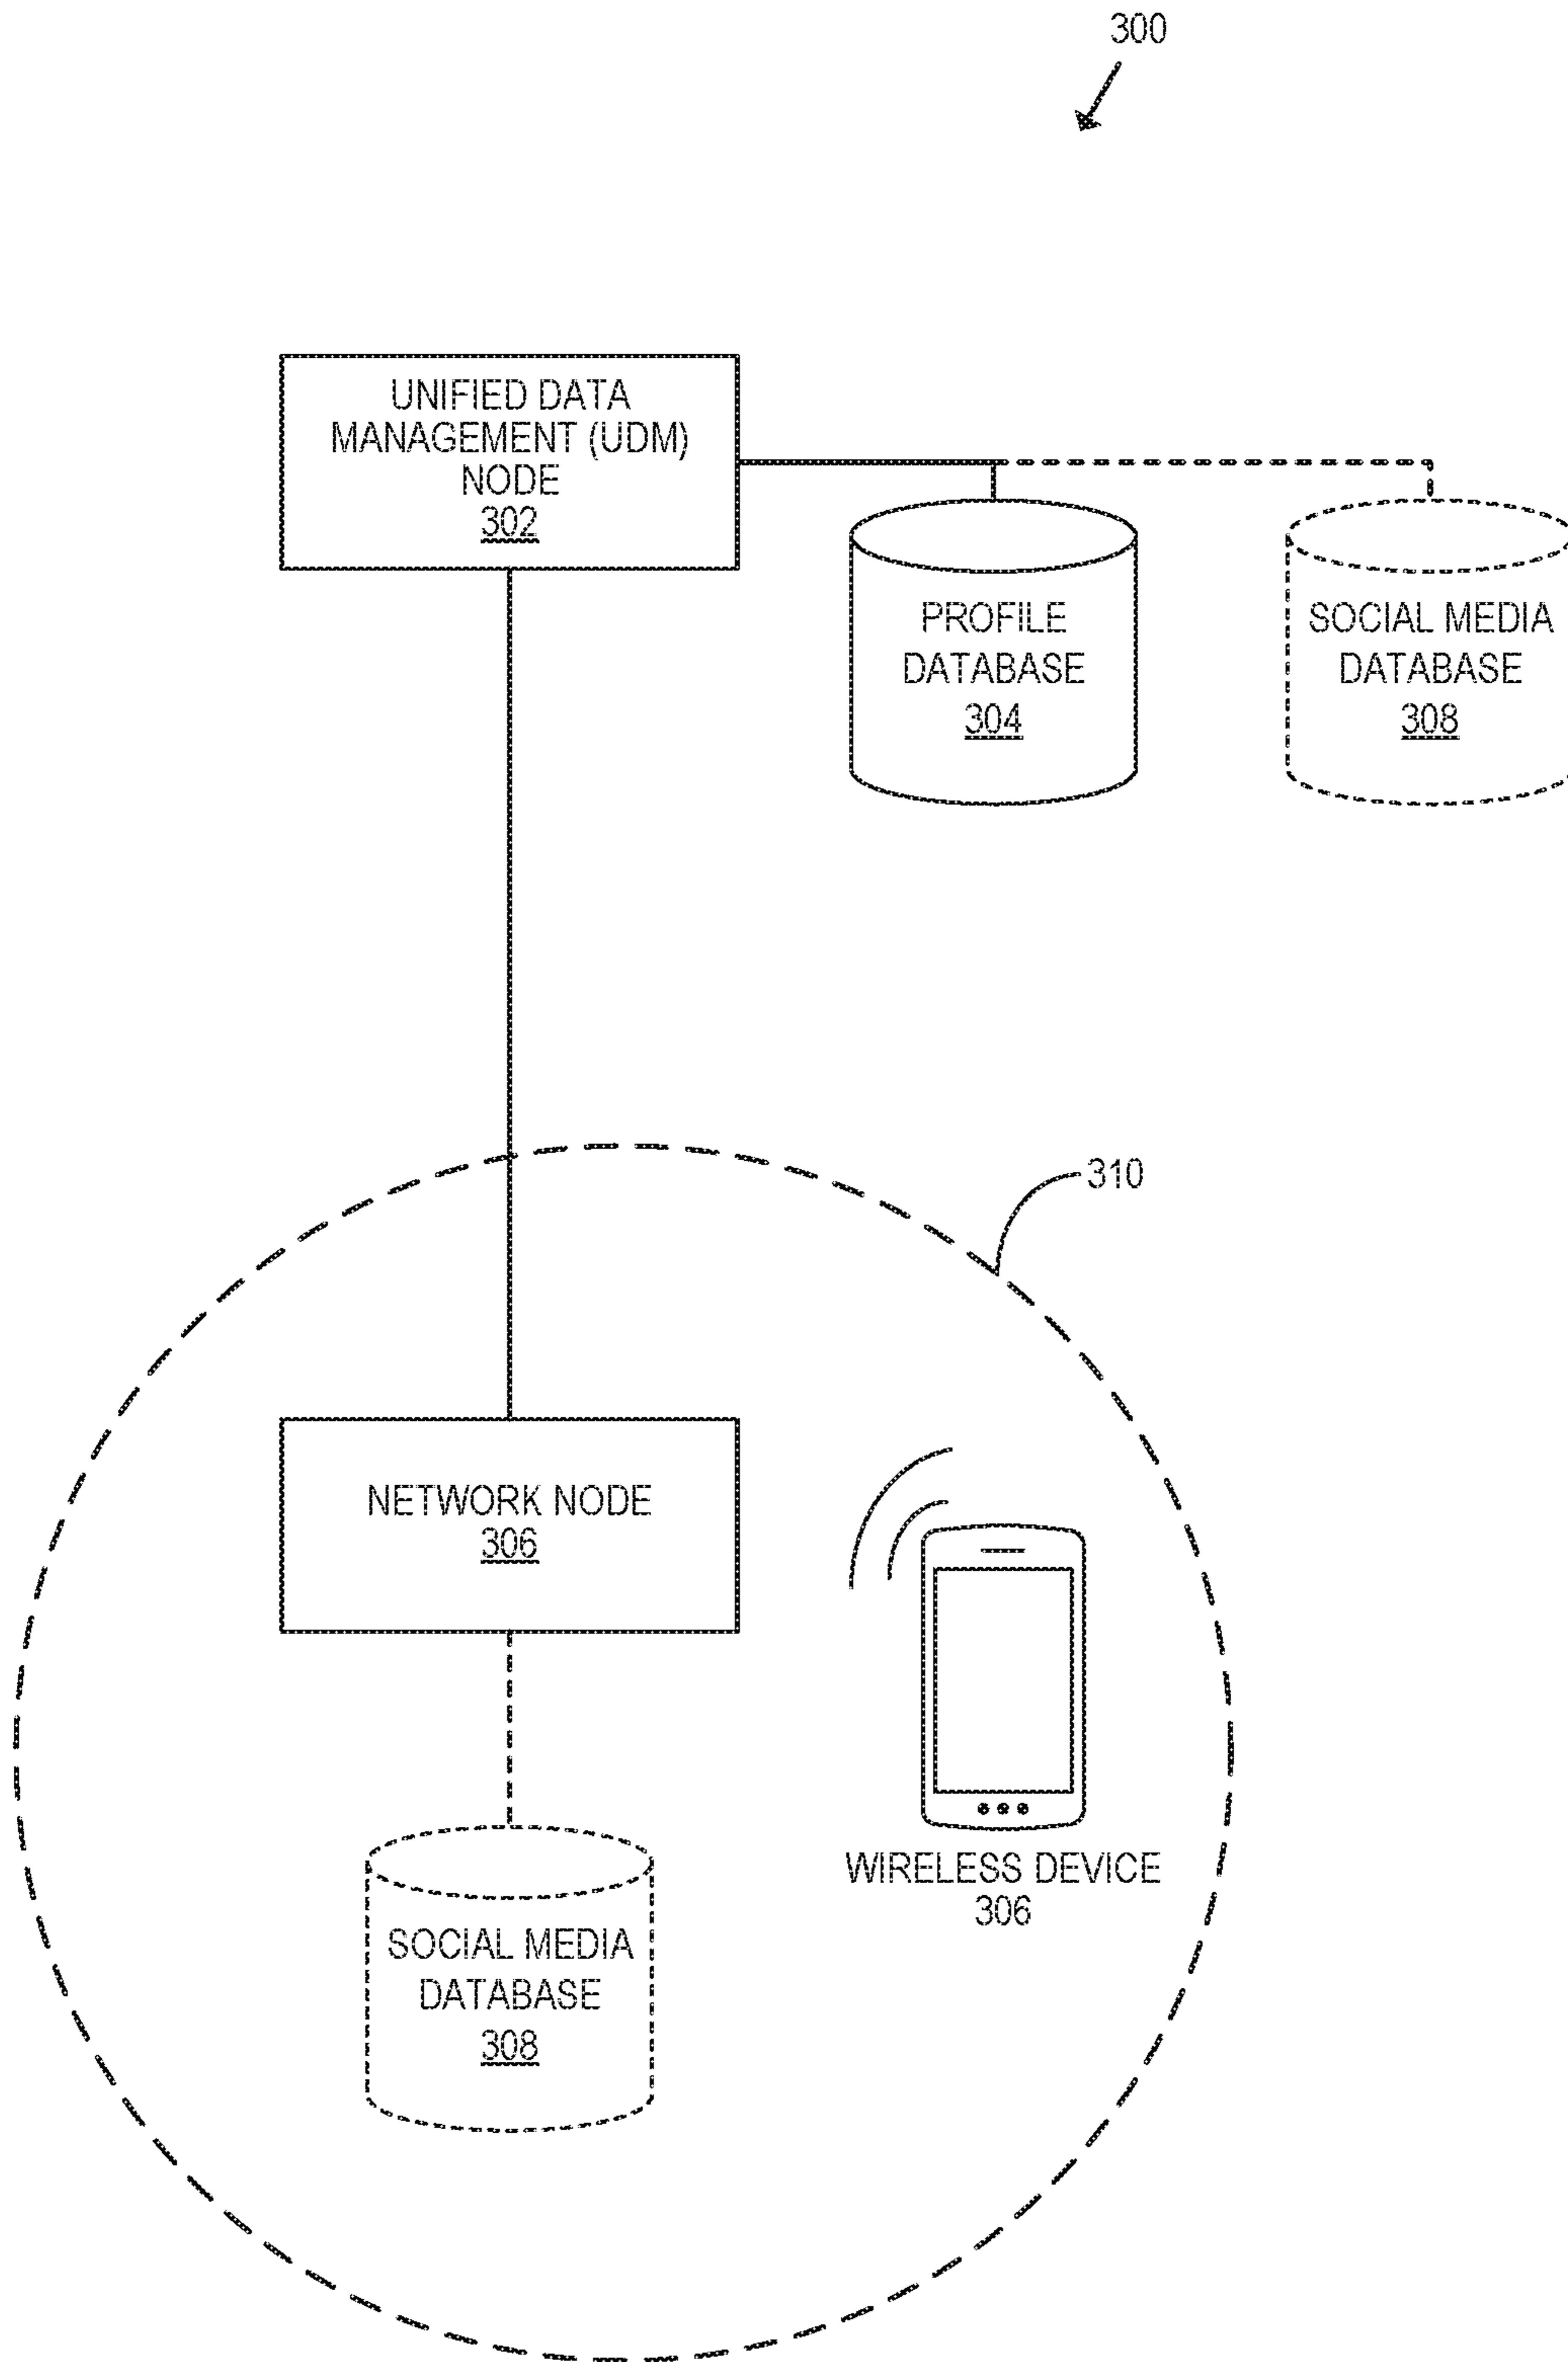 300
UNIFIED DATA
MANAGEMENT (UDM)
NODE
302
PROFILE
DATABASE
304
SOCIAL MEDIA
DATABASE
308
310
NETWORK NODE
306
WIRELESS DEVICE
306
SOCIAL MEDIA
DATABASE
308